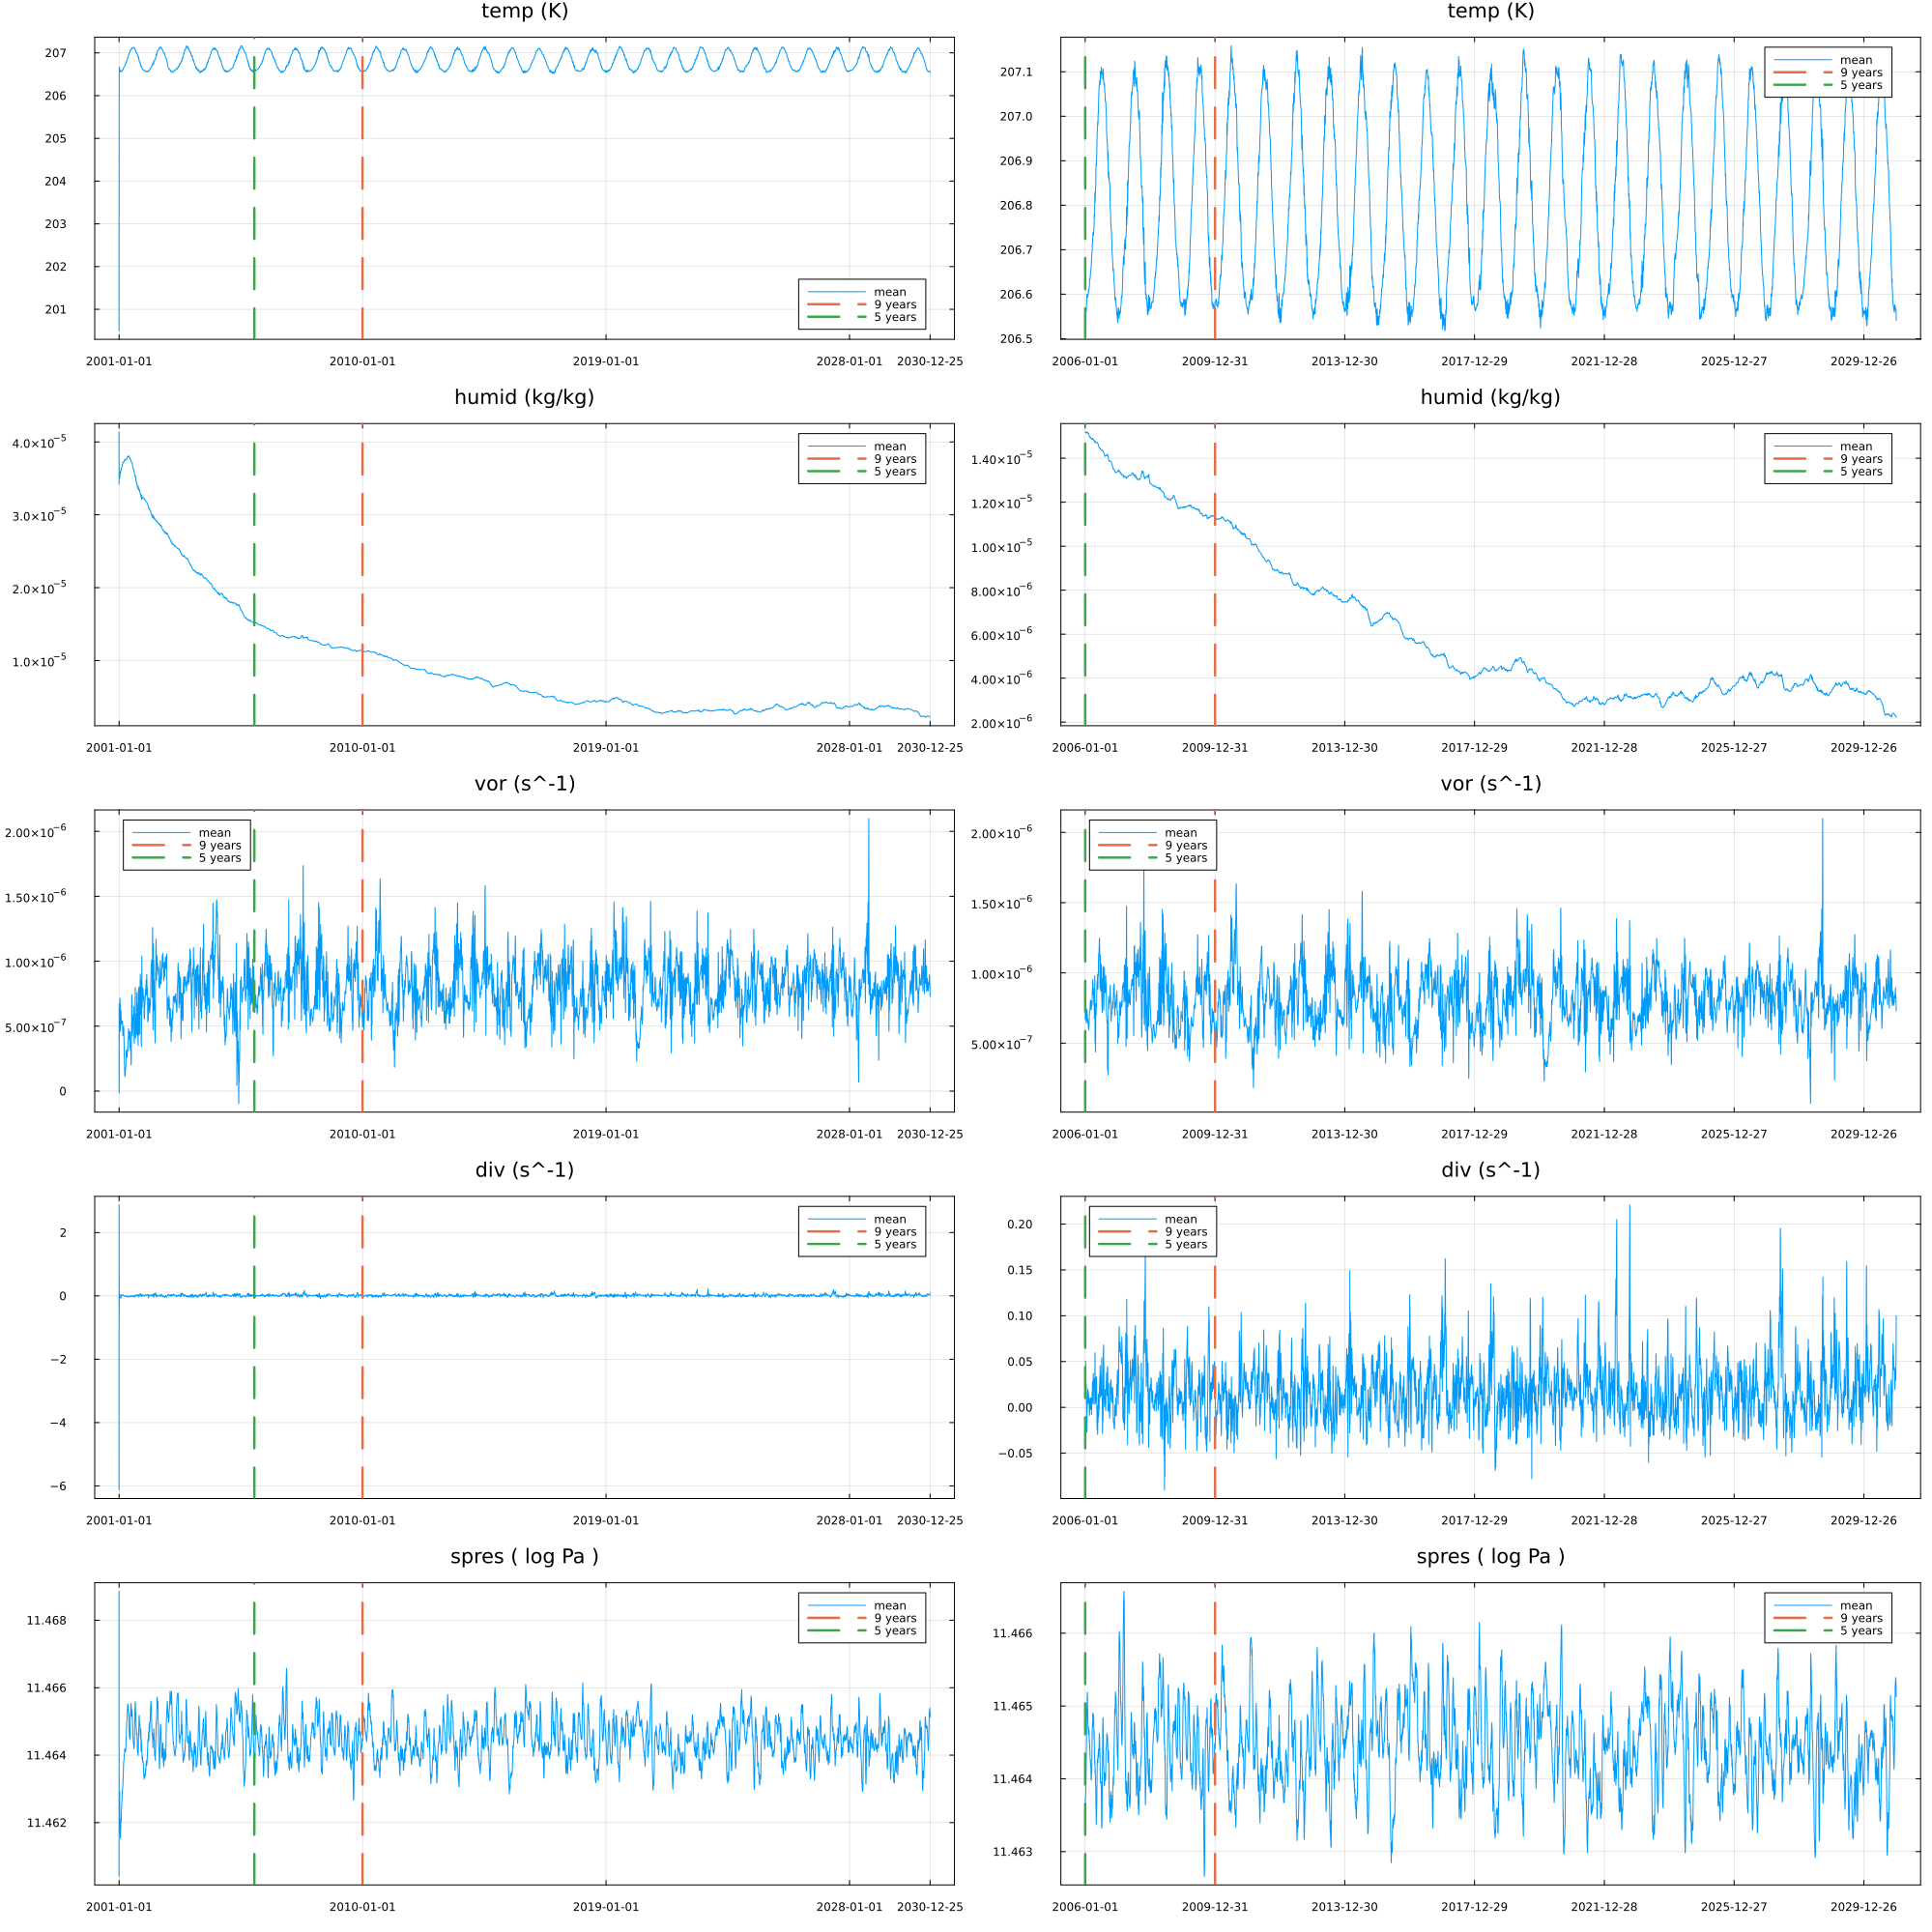 temp (K)
207
206
205
204
203
202
201
mean
9 years
5 years
2001-01-01 2010-01-01 2019-01-01 2028-01-01 2030-12-25
temp (K)
207.1
207.0
206.9
206.8
206.7
206.6
206.5
mean
9 years
5 years
2006-01-01 2009-12-31 2013-12-30 2017-12-29 2021-12-28 2025-12-27 2029-12-26
humid (kg/kg)
4.0×10⁻⁵
3.0×10⁻⁵
2.0×10⁻⁵
1.0×10⁻⁵
mean
9 years
5 years
2001-01-01 2010-01-01 2019-01-01 2028-01-01 2030-12-25
humid (kg/kg)
1.40×10⁻⁵
1.20×10⁻⁵
1.00×10⁻⁵
8.00×10⁻⁶
6.00×10⁻⁶
4.00×10⁻⁶
2.00×10⁻⁶
mean
9 years
5 years
2006-01-01 2009-12-31 2013-12-30 2017-12-29 2021-12-28 2025-12-27 2029-12-26
vor (s^-1)
2.00×10⁻⁶
1.50×10⁻⁶
1.00×10⁻⁶
5.00×10⁻⁷
0
mean
9 years
5 years
2001-01-01 2010-01-01 2019-01-01 2028-01-01 2030-12-25
vor (s^-1)
2.00×10⁻⁶
1.50×10⁻⁶
1.00×10⁻⁶
5.00×10⁻⁷
mean
9 years
5 years
2006-01-01 2009-12-31 2013-12-30 2017-12-29 2021-12-28 2025-12-27 2029-12-26
div (s^-1)
2
0
−2
−4
−6
mean
9 years
5 years
2001-01-01 2010-01-01 2019-01-01 2028-01-01 2030-12-25
div (s^-1)
0.20
0.15
0.10
0.05
0.00
−0.05
mean
9 years
5 years
2006-01-01 2009-12-31 2013-12-30 2017-12-29 2021-12-28 2025-12-27 2029-12-26
spres ( log Pa )
11.468
11.466
11.464
11.462
mean
9 years
5 years
2001-01-01 2010-01-01 2019-01-01 2028-01-01 2030-12-25
spres ( log Pa )
11.466
11.465
11.464
11.463
mean
9 years
5 years
2006-01-01 2009-12-31 2013-12-30 2017-12-29 2021-12-28 2025-12-27 2029-12-26